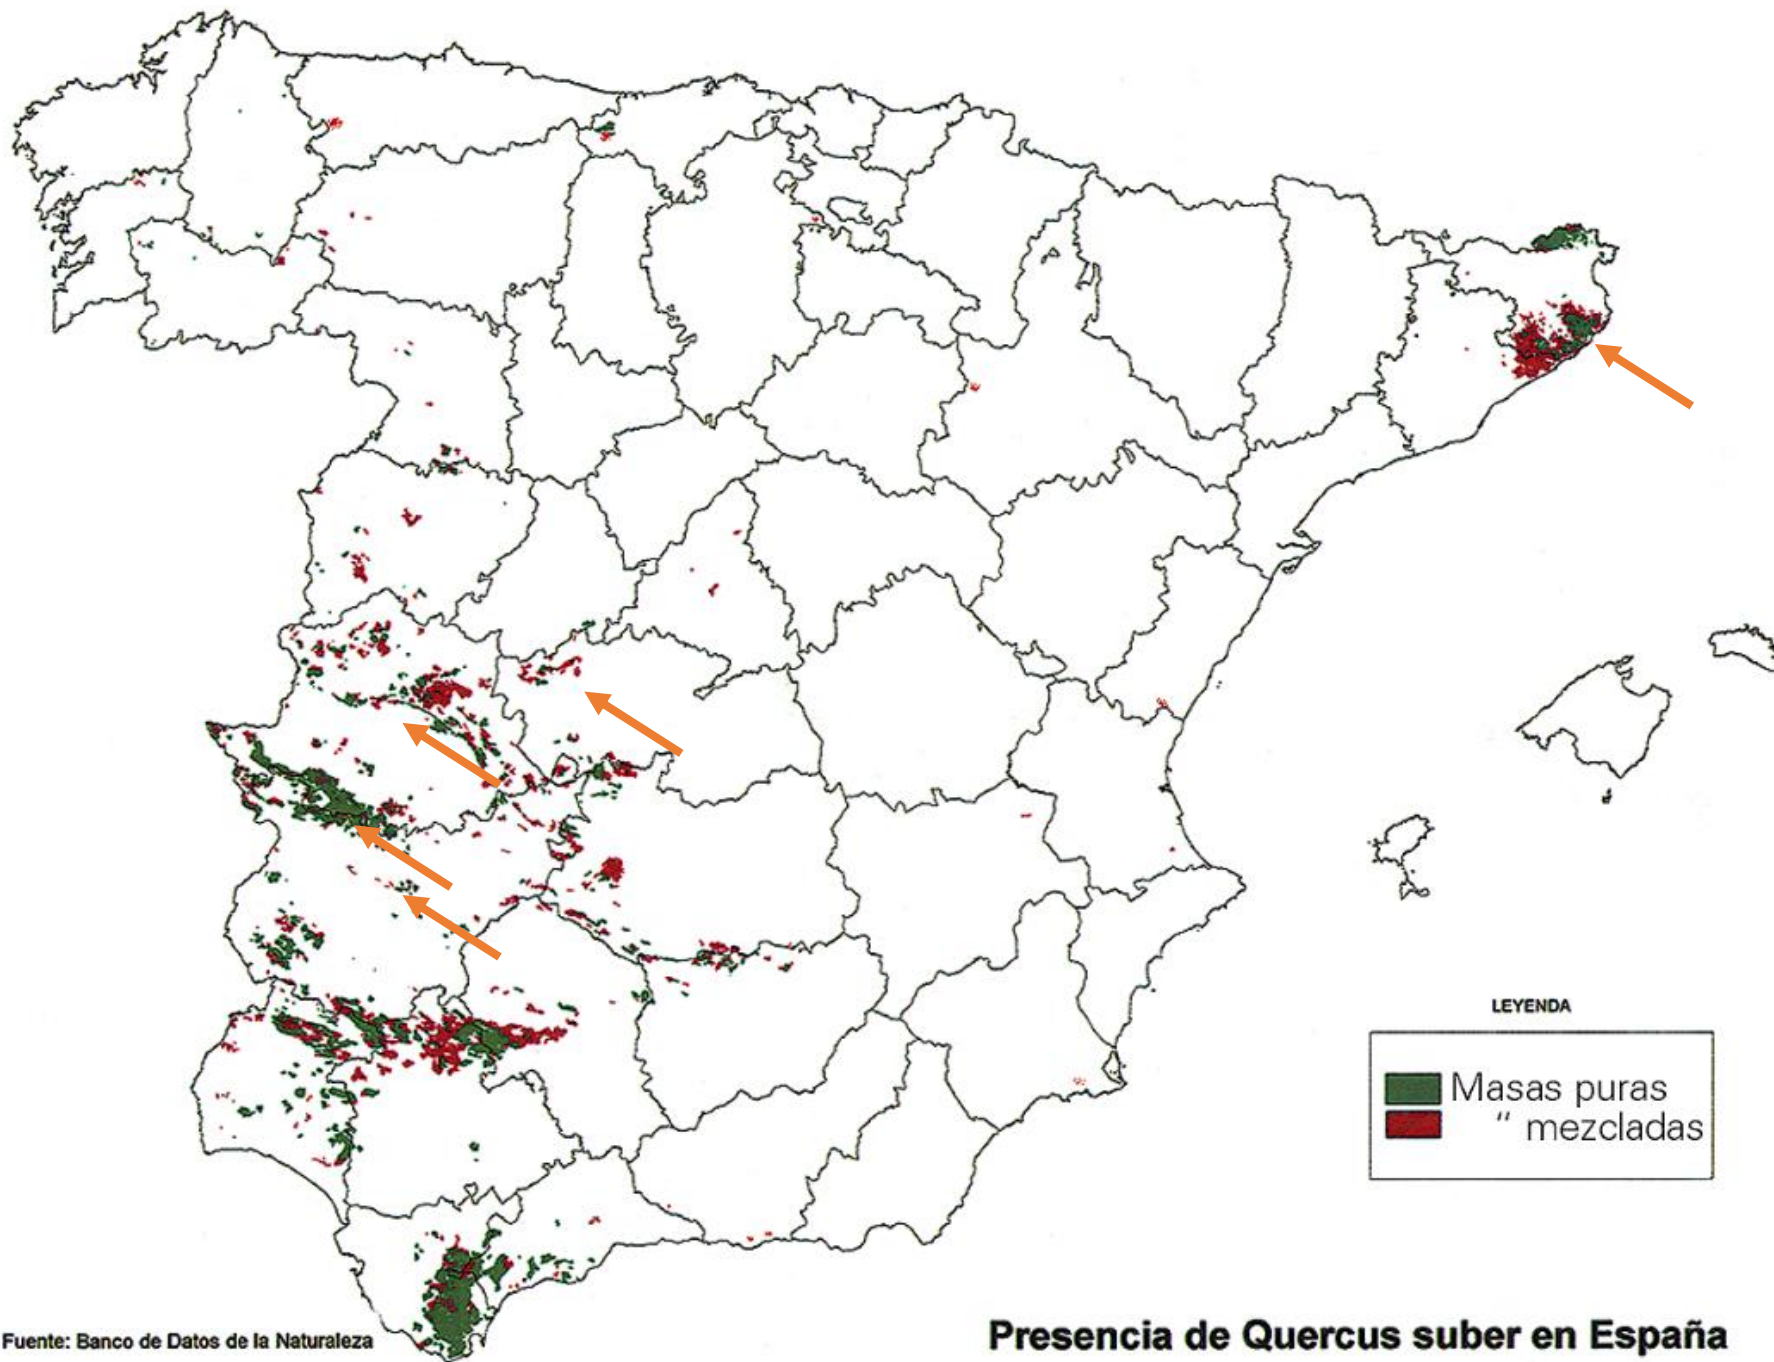 LEYENDA
Masas puras
“ mezcladas
Fuente: Banco de Datos de la Naturaleza
Presencia de Quercus suber en España